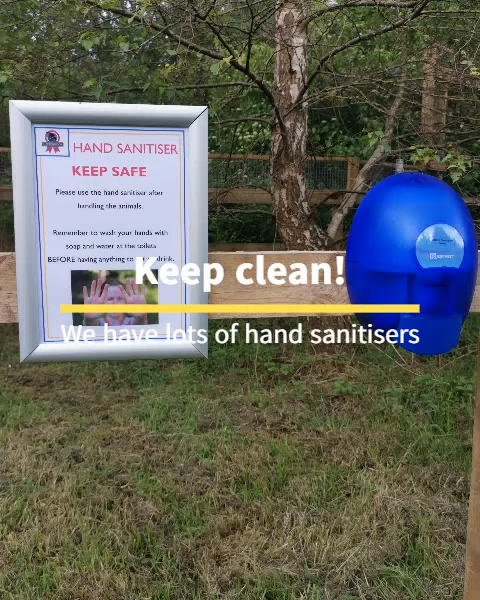 HAND SANITISER
KEEP SAFE
Please use the hand sanitiser after
handling the animals.
Remember to wash your hands with
soap and water at the toilets
BEFORE having anything to drink.
Keep clean!
We have lots of hand sanitisers